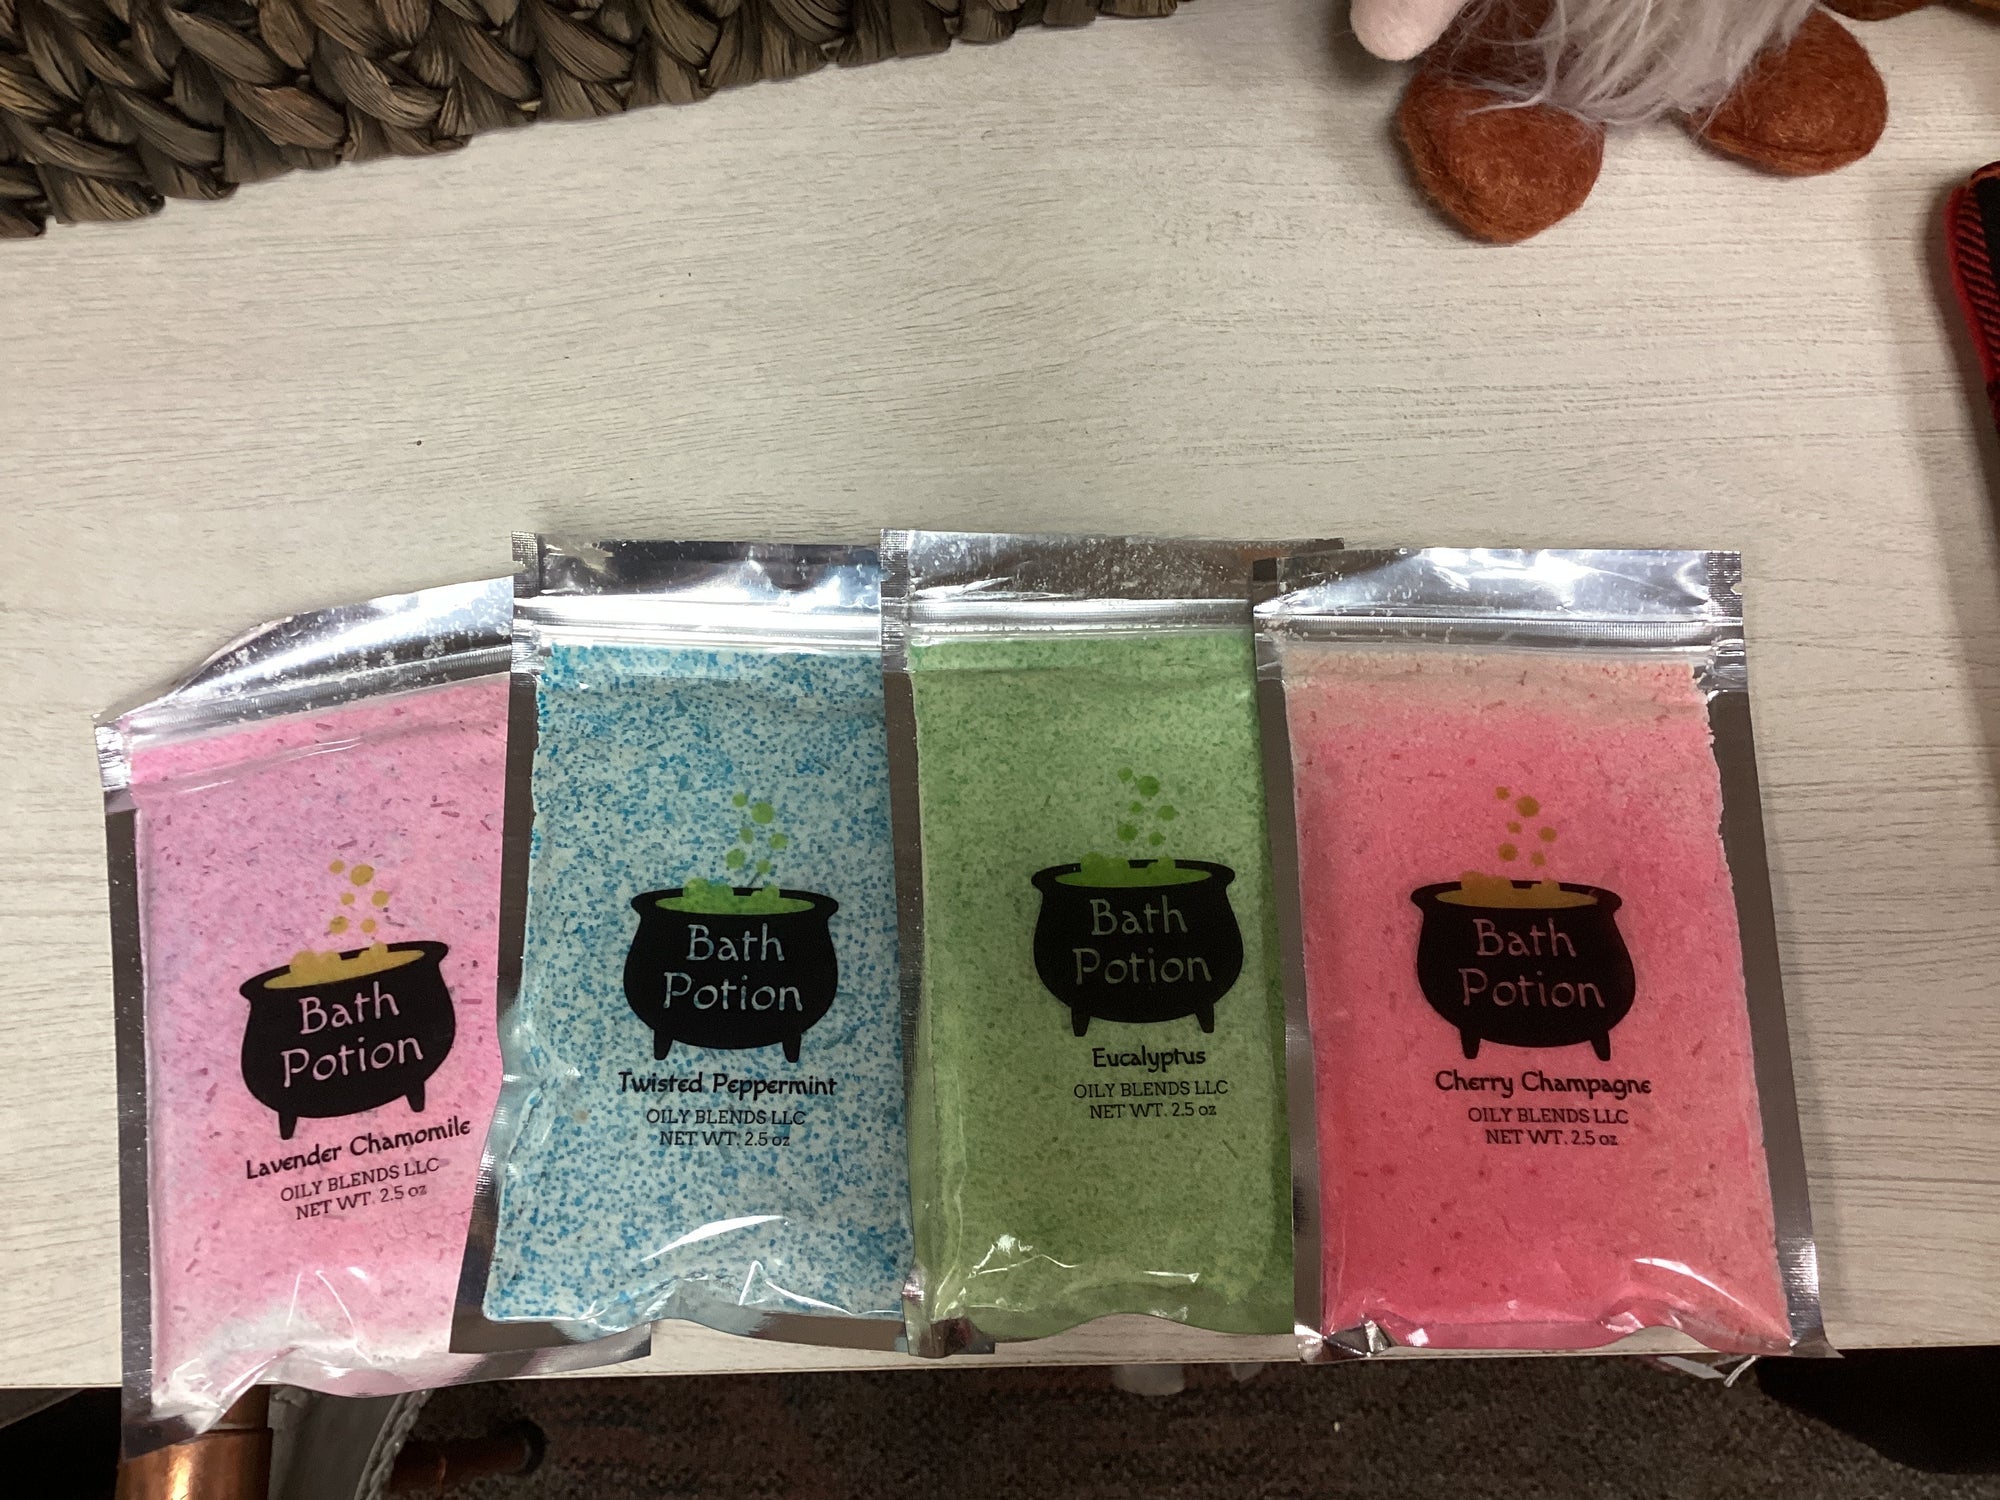 Bath
Potion
Lavender Chamomile
OILY BLENDS LLC
NET WT. 2.5 oz
Bath
Potion
Twisted Peppermint
OILY BLENDS LLC
NET WT. 2.5 oz
Bath
Potion
Eucalyptus
OILY BLENDS LLC
NET WT. 2.5 oz
Bath
Potion
Cherry Champagne
OILY BLENDS LLC
NET WT. 2.5 oz